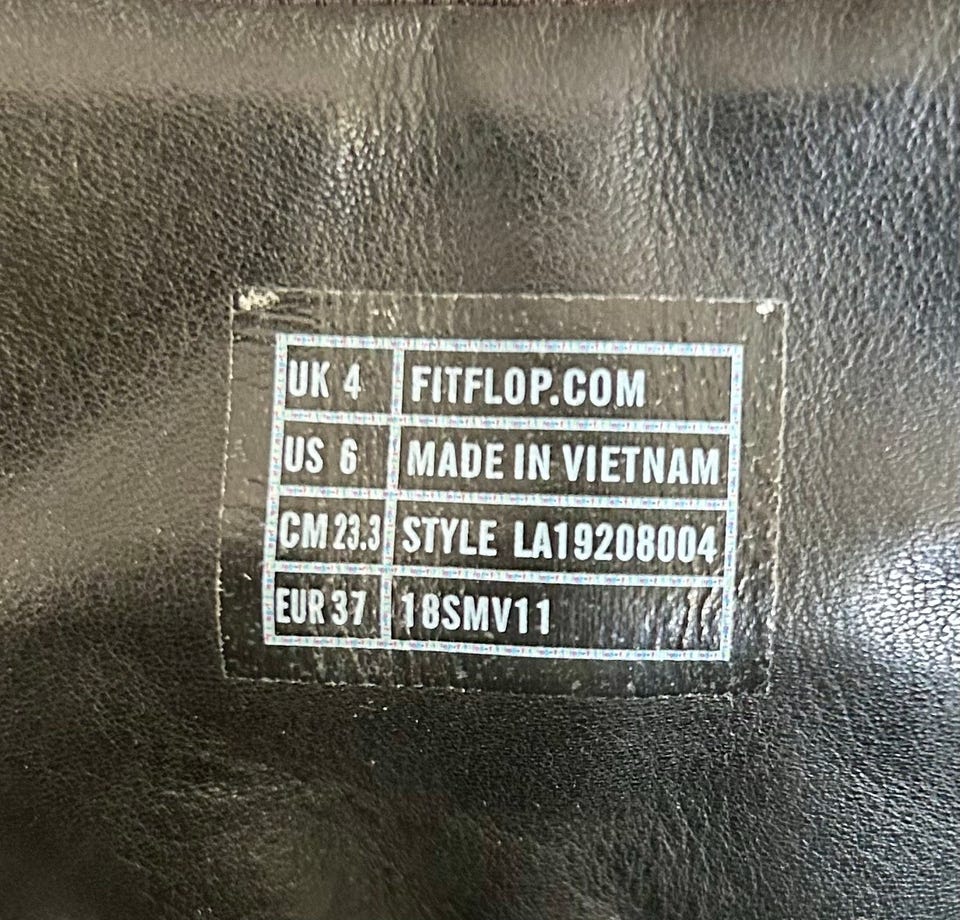 UK 4 FITFLOP.COM
US 6 MADE IN VIETNAM
CM 23.3 STYLE LA19208004
EUR 37 18SMV11